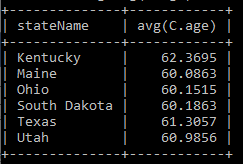 stateName | avg(C.age)
Kentucky | 62.3695
Maine | 60.0863
Ohio | 60.1515
South Dakota | 60.1863
Texas | 61.3057
Utah | 60.9856